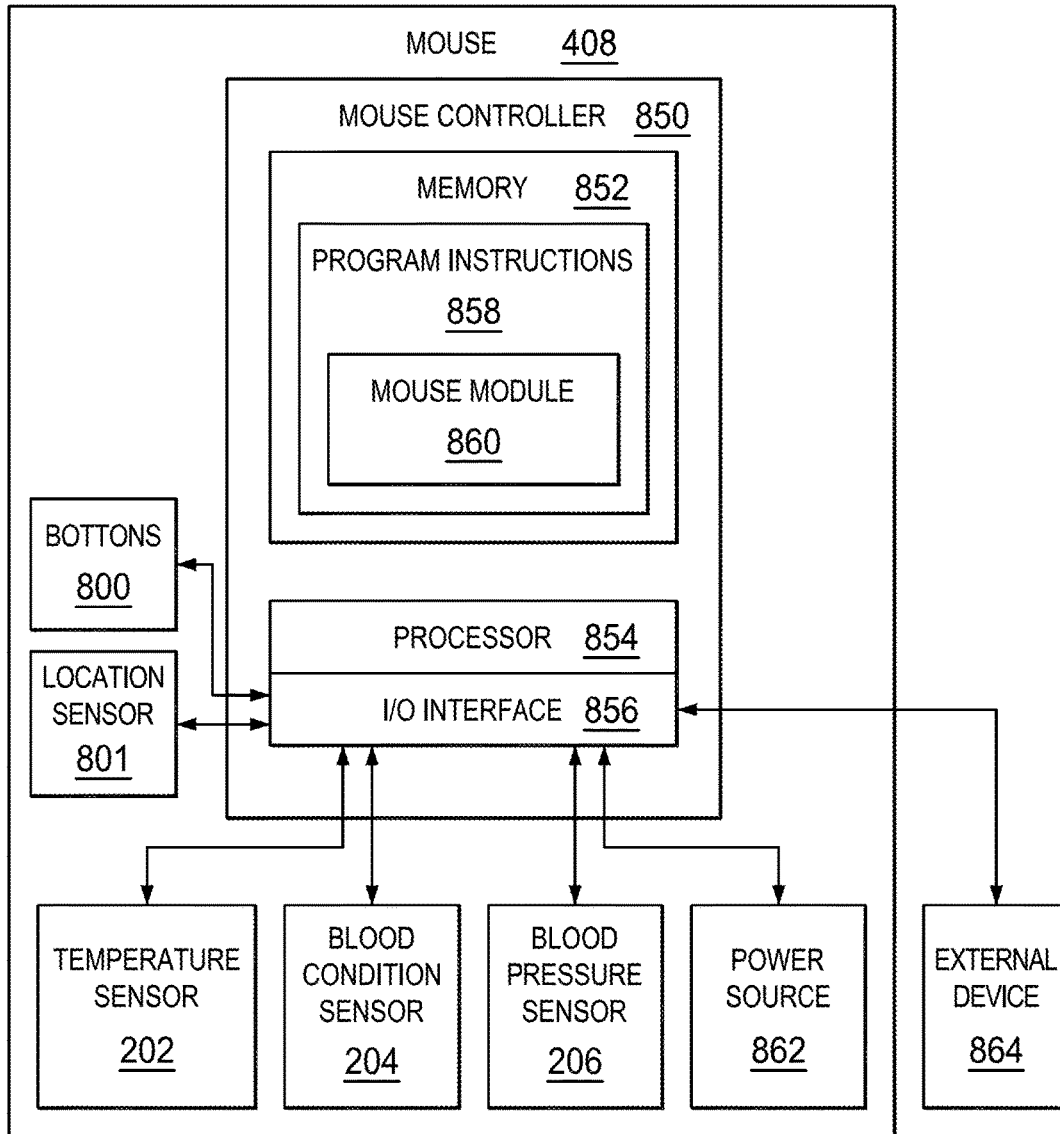 MOUSE 408
MOUSE CONTROLLER 850
MEMORY 852
PROGRAM INSTRUCTIONS
858
MOUSE MODULE
860
BOTTONS
800
PROCESSOR 854
LOCATION
SENSOR
801
I/O INTERFACE 856
TEMPERATURE
SENSOR
202
BLOOD
CONDITION
SENSOR
204
BLOOD
PRESSURE
SENSOR
206
POWER
SOURCE
862
EXTERNAL
DEVICE
864